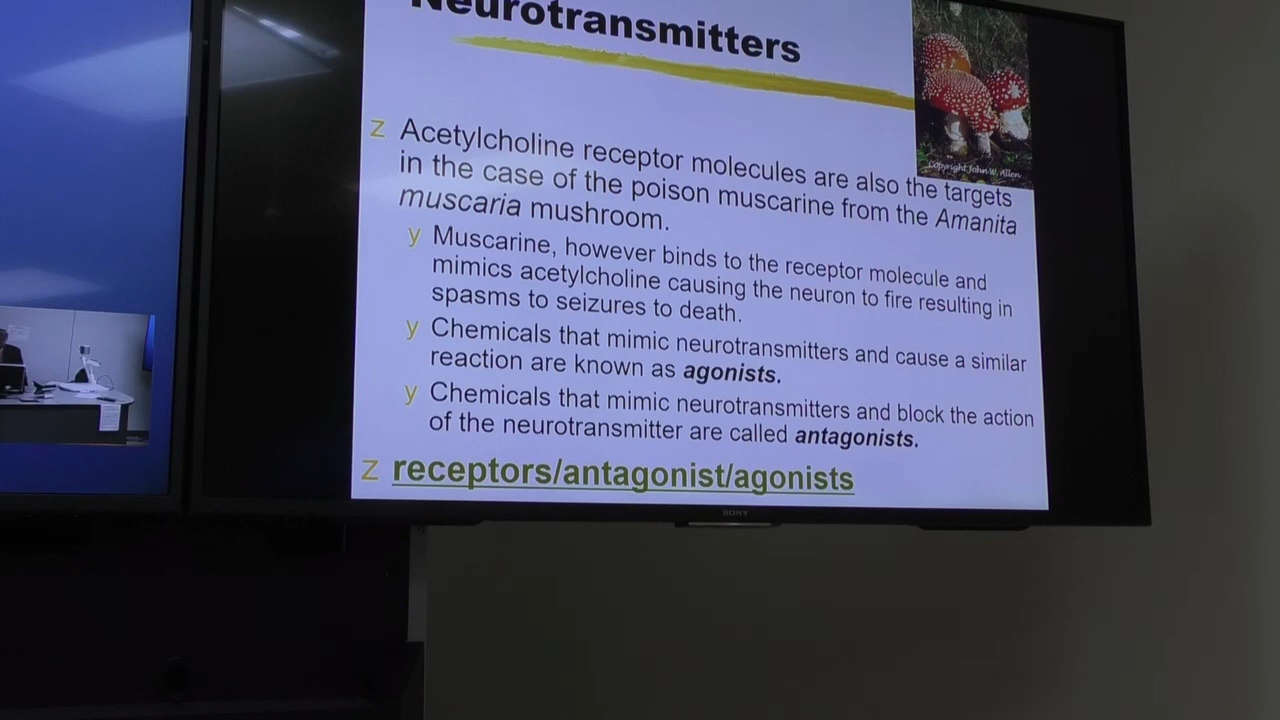 Neurotransmitters
Copyright John W. Allen
z Acetylcholine receptor molecules are also the targets
in the case of the poison muscarine from the Amanita
muscaria mushroom.
y Muscarine, however binds to the receptor molecule and
mimics acetylcholine causing the neuron to fire resulting in
spasms to seizures to death.
y Chemicals that mimic neurotransmitters and cause a similar
reaction are known as agonists.
y Chemicals that mimic neurotransmitters and block the action
of the neurotransmitter are called antagonists.
z receptors/antagonist/agonists
SONY